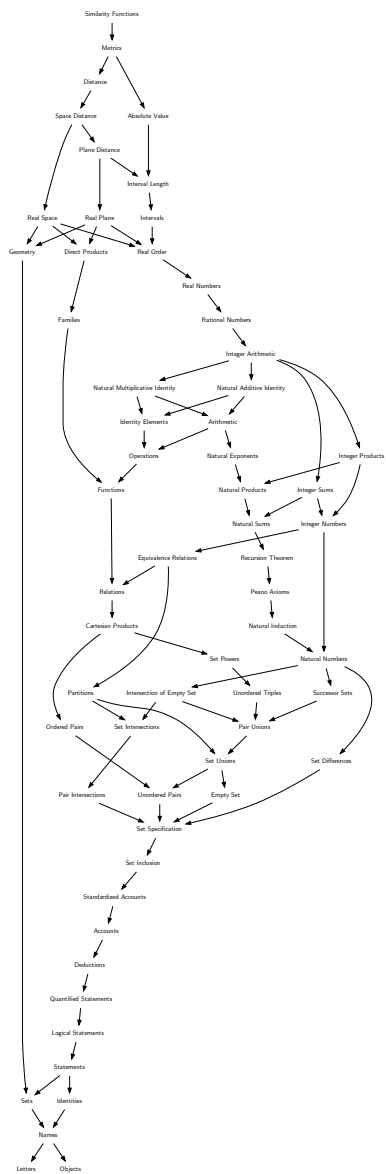 Similarity Functions
Metrics
Distance
Space Distance
Absolute Value
Plane Distance
Interval Length
Real Space
Real Plane
Intervals
Geometry
Direct Products
Real Order
Real Numbers
Families
Rational Numbers
Integer Arithmetic
Natural Multiplicative Identity
Natural Additive Identity
Identity Elements
Arithmetic
Operations
Natural Exponents
Integer Products
Functions
Natural Products
Integer Sums
Natural Sums
Integer Numbers
Equivalence Relations
Recursion Theorem
Relations
Peano Axioms
Cartesian Products
Natural Induction
Set Powers
Natural Numbers
Partitions
Intersection of Empty Set
Unordered Triples
Successor Sets
Ordered Pairs
Set Intersections
Pair Unions
Set Unions
Set Differences
Pair Intersections
Unordered Pairs
Empty Set
Set Specification
Set Inclusion
Standardized Accounts
Accounts
Deductions
Quantified Statements
Logical Statements
Statements
Sets
Identities
Names
Letters
Objects